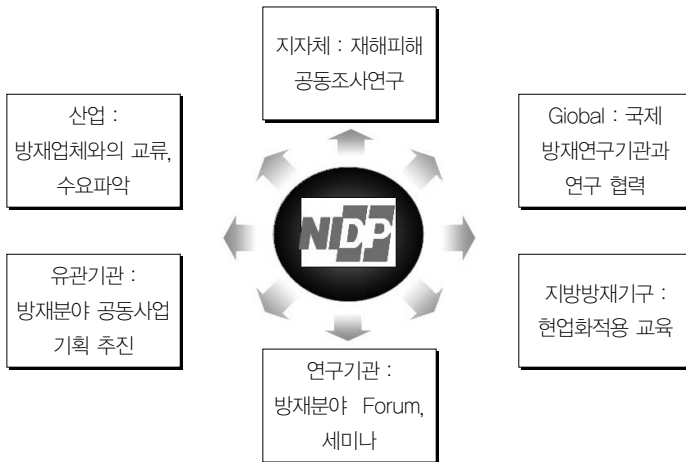 지자체 : 재해피해
공동조사연구
산업 :
방재업체와의 교류,
수요파악
Giobal : 국제
방재연구기관과
연구 협력
NIDP
유관기관 :
방재분야 공동사업
기획 추진
지방방재기구 :
현업화적용 교육
연구기관 :
방재분야 Forum,
세미나